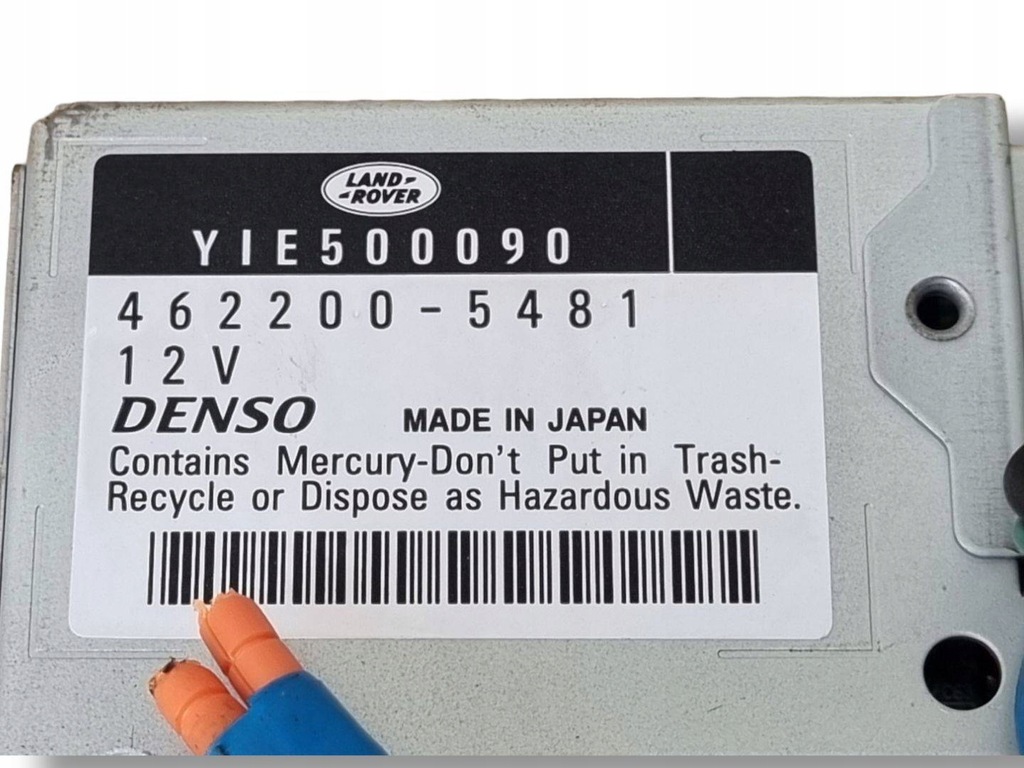 LAND-
-ROVER
YIE500090
462200-5481
12V
DENSO MADE IN JAPAN
Contains Mercury-Don't Put in Trash-
Recycle or Dispose as Hazardous Waste.